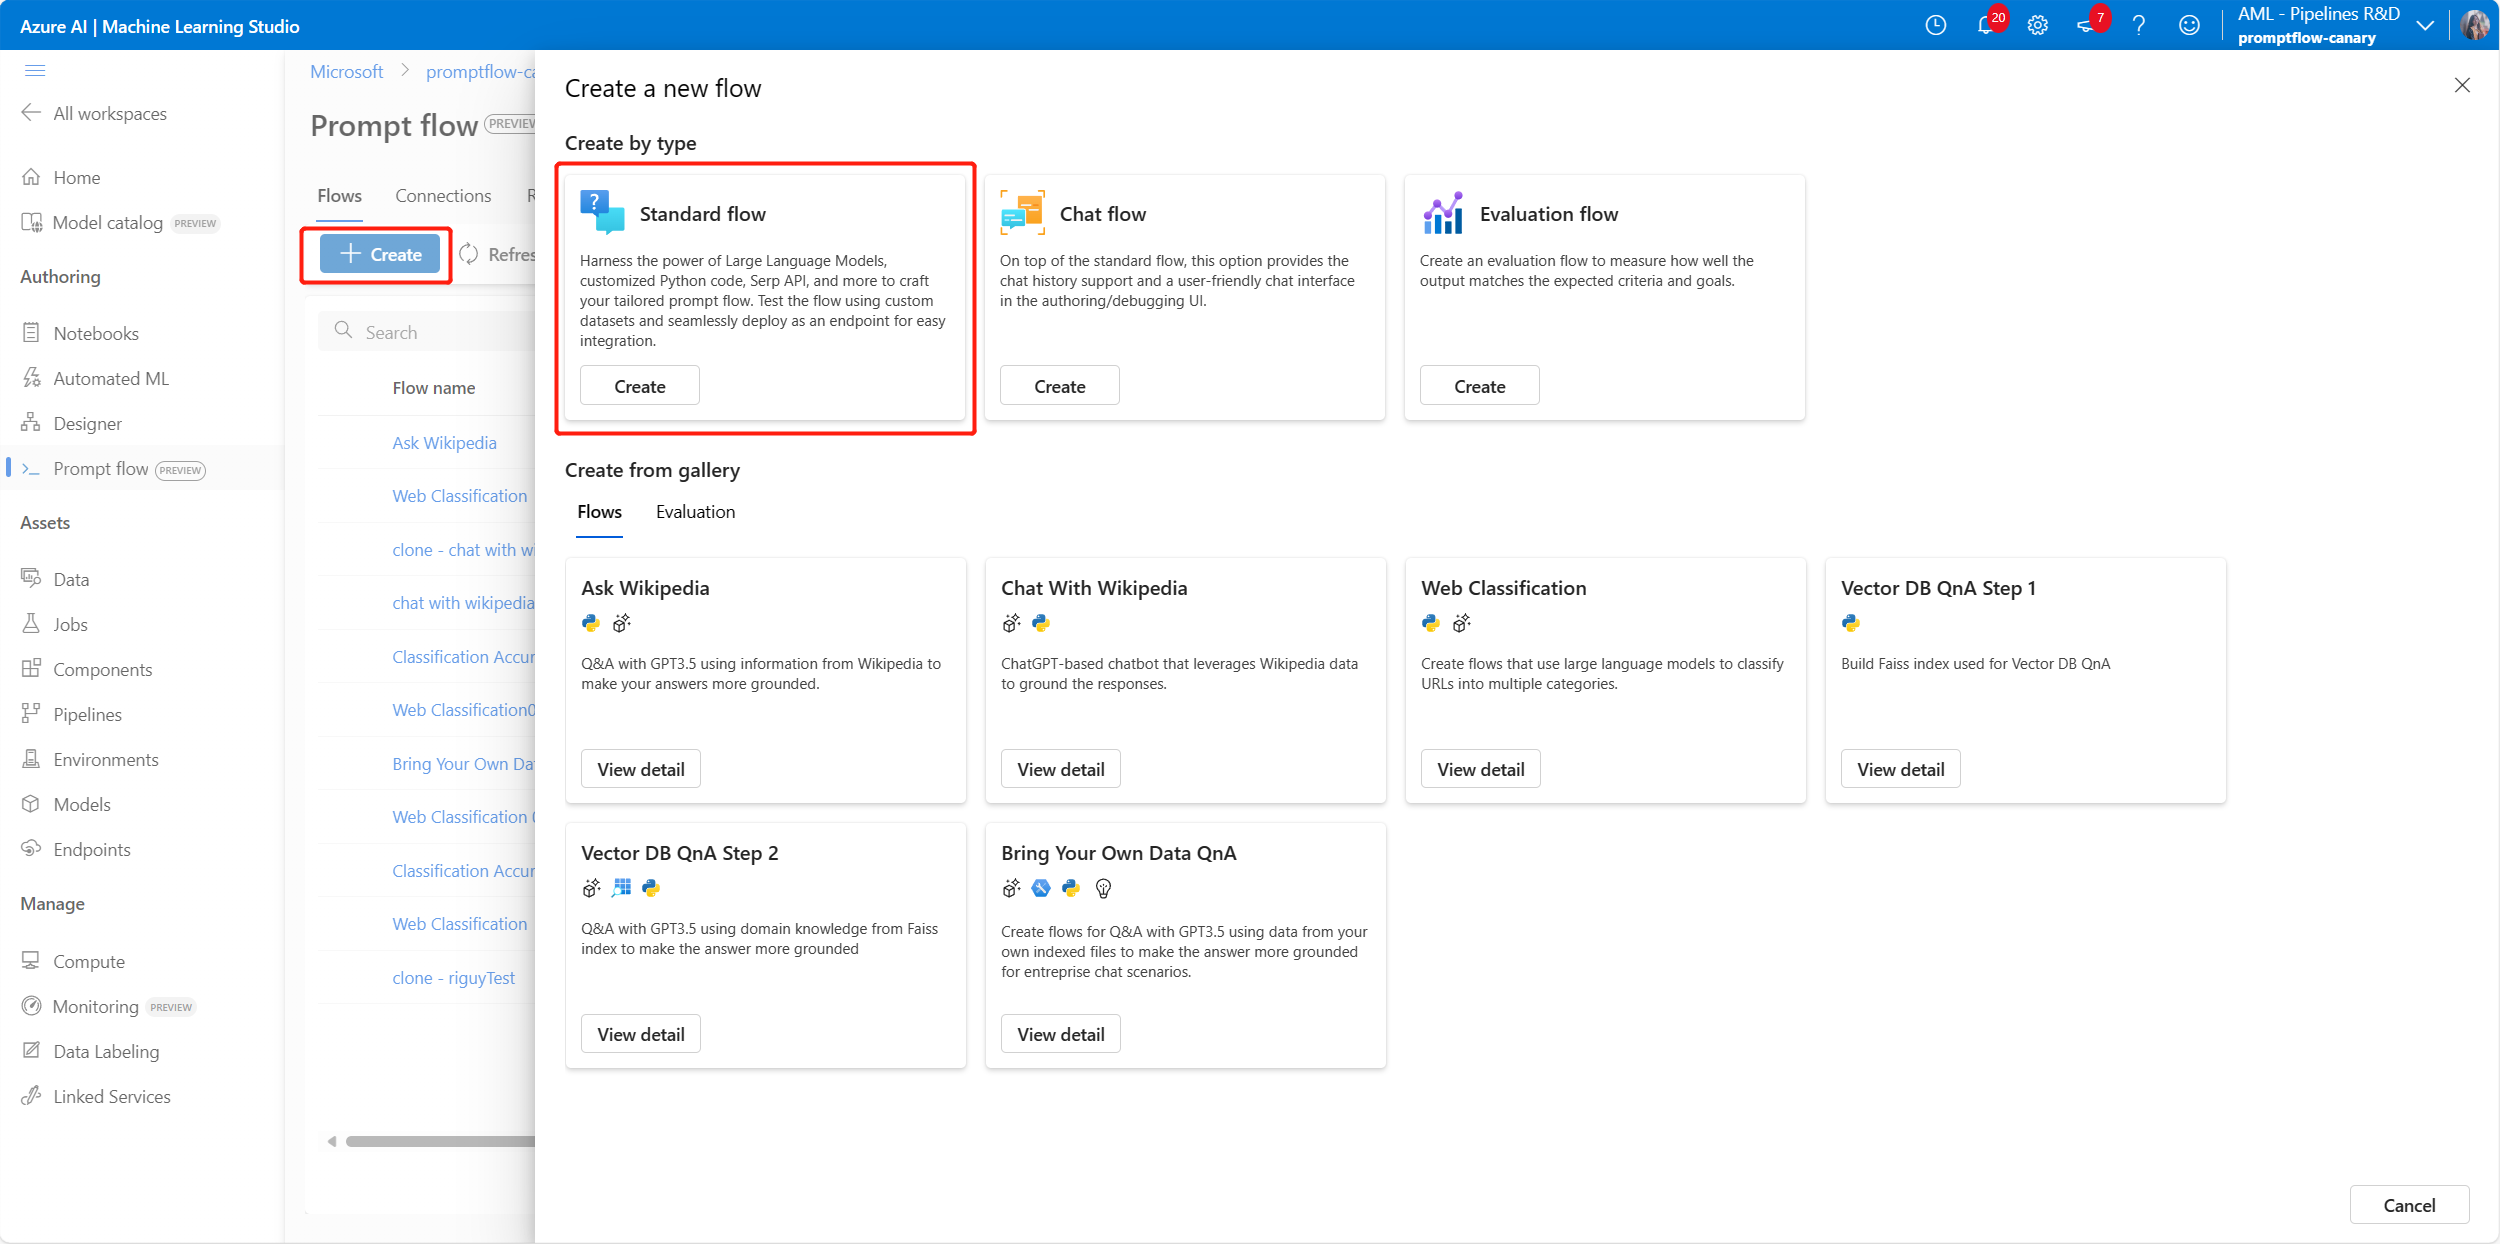 Azure AI | Machine Learning Studio
20
7
AML - Pipelines R&D
promptflow-canary
All workspaces
Home
Model catalog PREVIEW
Authoring
Notebooks
Automated ML
Designer
Prompt flow PREVIEW
Assets
Data
Jobs
Components
Pipelines
Environments
Models
Endpoints
Manage
Compute
Monitoring PREVIEW
Data Labeling
Linked Services
Microsoft > promptflow-ca
Prompt flow PREVIEW
Flows Connections R
Create Refres
Search
Flow name
Ask Wikipedia
Web Classification
clone - chat with wi
chat with wikipedia
Classification Accur
Web Classification0
Bring Your Own Dat
Web Classification 0
Classification Accur
Web Classification
clone - riguyTest
Create a new flow
Create by type
Standard flow
Harness the power of Large Language Models,
customized Python code, Serp API, and more to craft
your tailored prompt flow. Test the flow using custom
datasets and seamlessly deploy as an endpoint for easy
integration.
Create
Chat flow
On top of the standard flow, this option provides the
chat history support and a user-friendly chat interface
in the authoring/debugging UI.
Create
Evaluation flow
Create an evaluation flow to measure how well the
output matches the expected criteria and goals.
Create
Create from gallery
Flows Evaluation
Ask Wikipedia
Q&A with GPT3.5 using information from Wikipedia to
make your answers more grounded.
View detail
Chat With Wikipedia
ChatGPT-based chatbot that leverages Wikipedia data
to ground the responses.
View detail
Web Classification
Create flows that use large language models to classify
URLs into multiple categories.
View detail
Vector DB QnA Step 1
Build Faiss index used for Vector DB QnA
View detail
Vector DB QnA Step 2
Q&A with GPT3.5 using domain knowledge from Faiss
index to make the answer more grounded
View detail
Bring Your Own Data QnA
Create flows for Q&A with GPT3.5 using data from your
own indexed files to make the answer more grounded
for entreprise chat scenarios.
View detail
Cancel